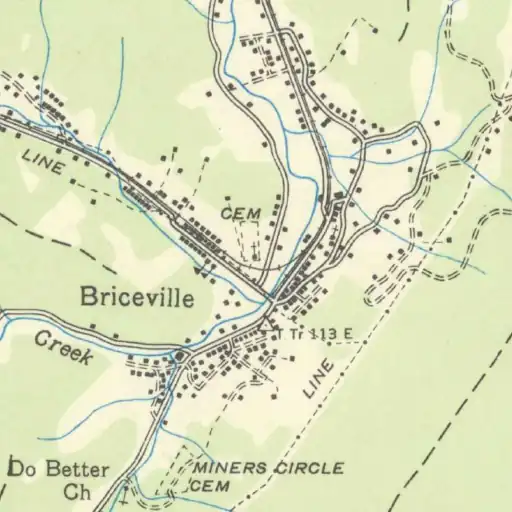 LINE
CEM
Briceville
Creek
T Tr 113 E
LINE
Do Better
Ch
MINERS CIRCLE
CEM